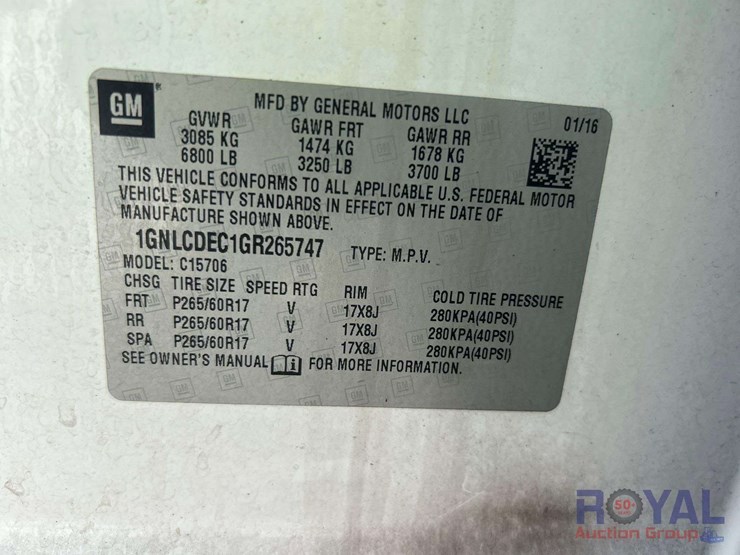 GM
MFD BY GENERAL MOTORS LLC
01/16
GVWR GAWR FRT GAWR RR
3085 KG 1474 KG 1678 KG
6800 LB 3250 LB 3700 LB
THIS VEHICLE CONFORMS TO ALL APPLICABLE U.S. FEDERAL MOTOR
VEHICLE SAFETY STANDARDS IN EFFECT ON THE DATE OF
MANUFACTURE SHOWN ABOVE.
1GNLCDEC1GR265747 TYPE: M.P.V.
MODEL: C15706
CHSG TIRE SIZE SPEED RTG RIM COLD TIRE PRESSURE
FRT P265/60R17 V 17X8J 280KPA(40PSI)
RR P265/60R17 V 17X8J 280KPA(40PSI)
SPA P265/60R17 V 17X8J 280KPA(40PSI)
SEE OWNER'S MANUAL FOR MORE INFORMATION.
ROYAL
Auction Group